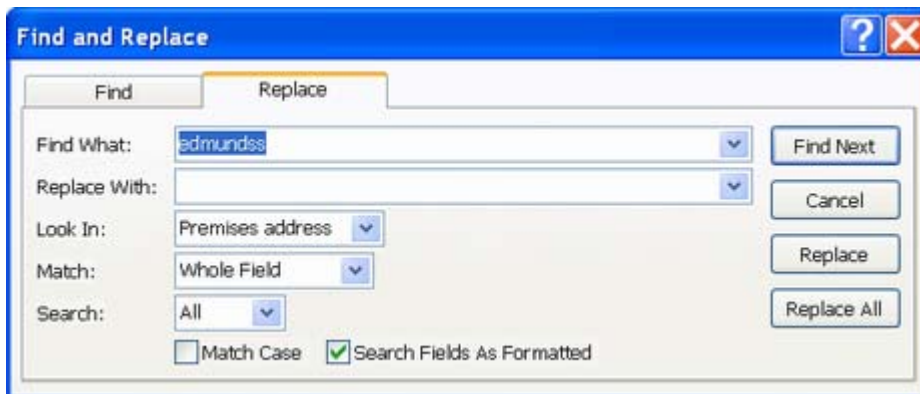 Find and Replace
Find Replace
Find What: edmundss Find Next
Replace With: Cancel
Look In: Premises address
Match: Whole Field Replace
Search: All Replace All
Match Case Search Fields As Formatted